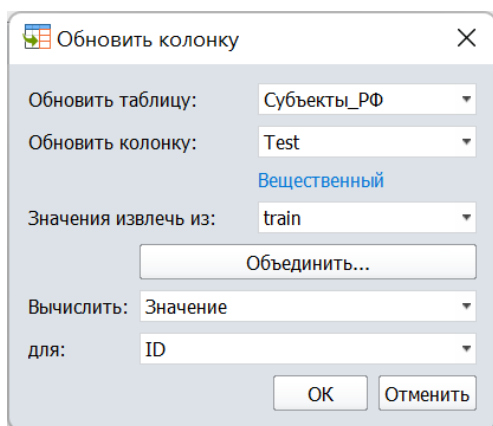 Обновить колонку
Обновить таблицу: Субъекты_РФ
Обновить колонку: Test
Вещественный
Значения извлечь из: train
Объединить...
Вычислить: Значение
для: ID
ОК Отменить